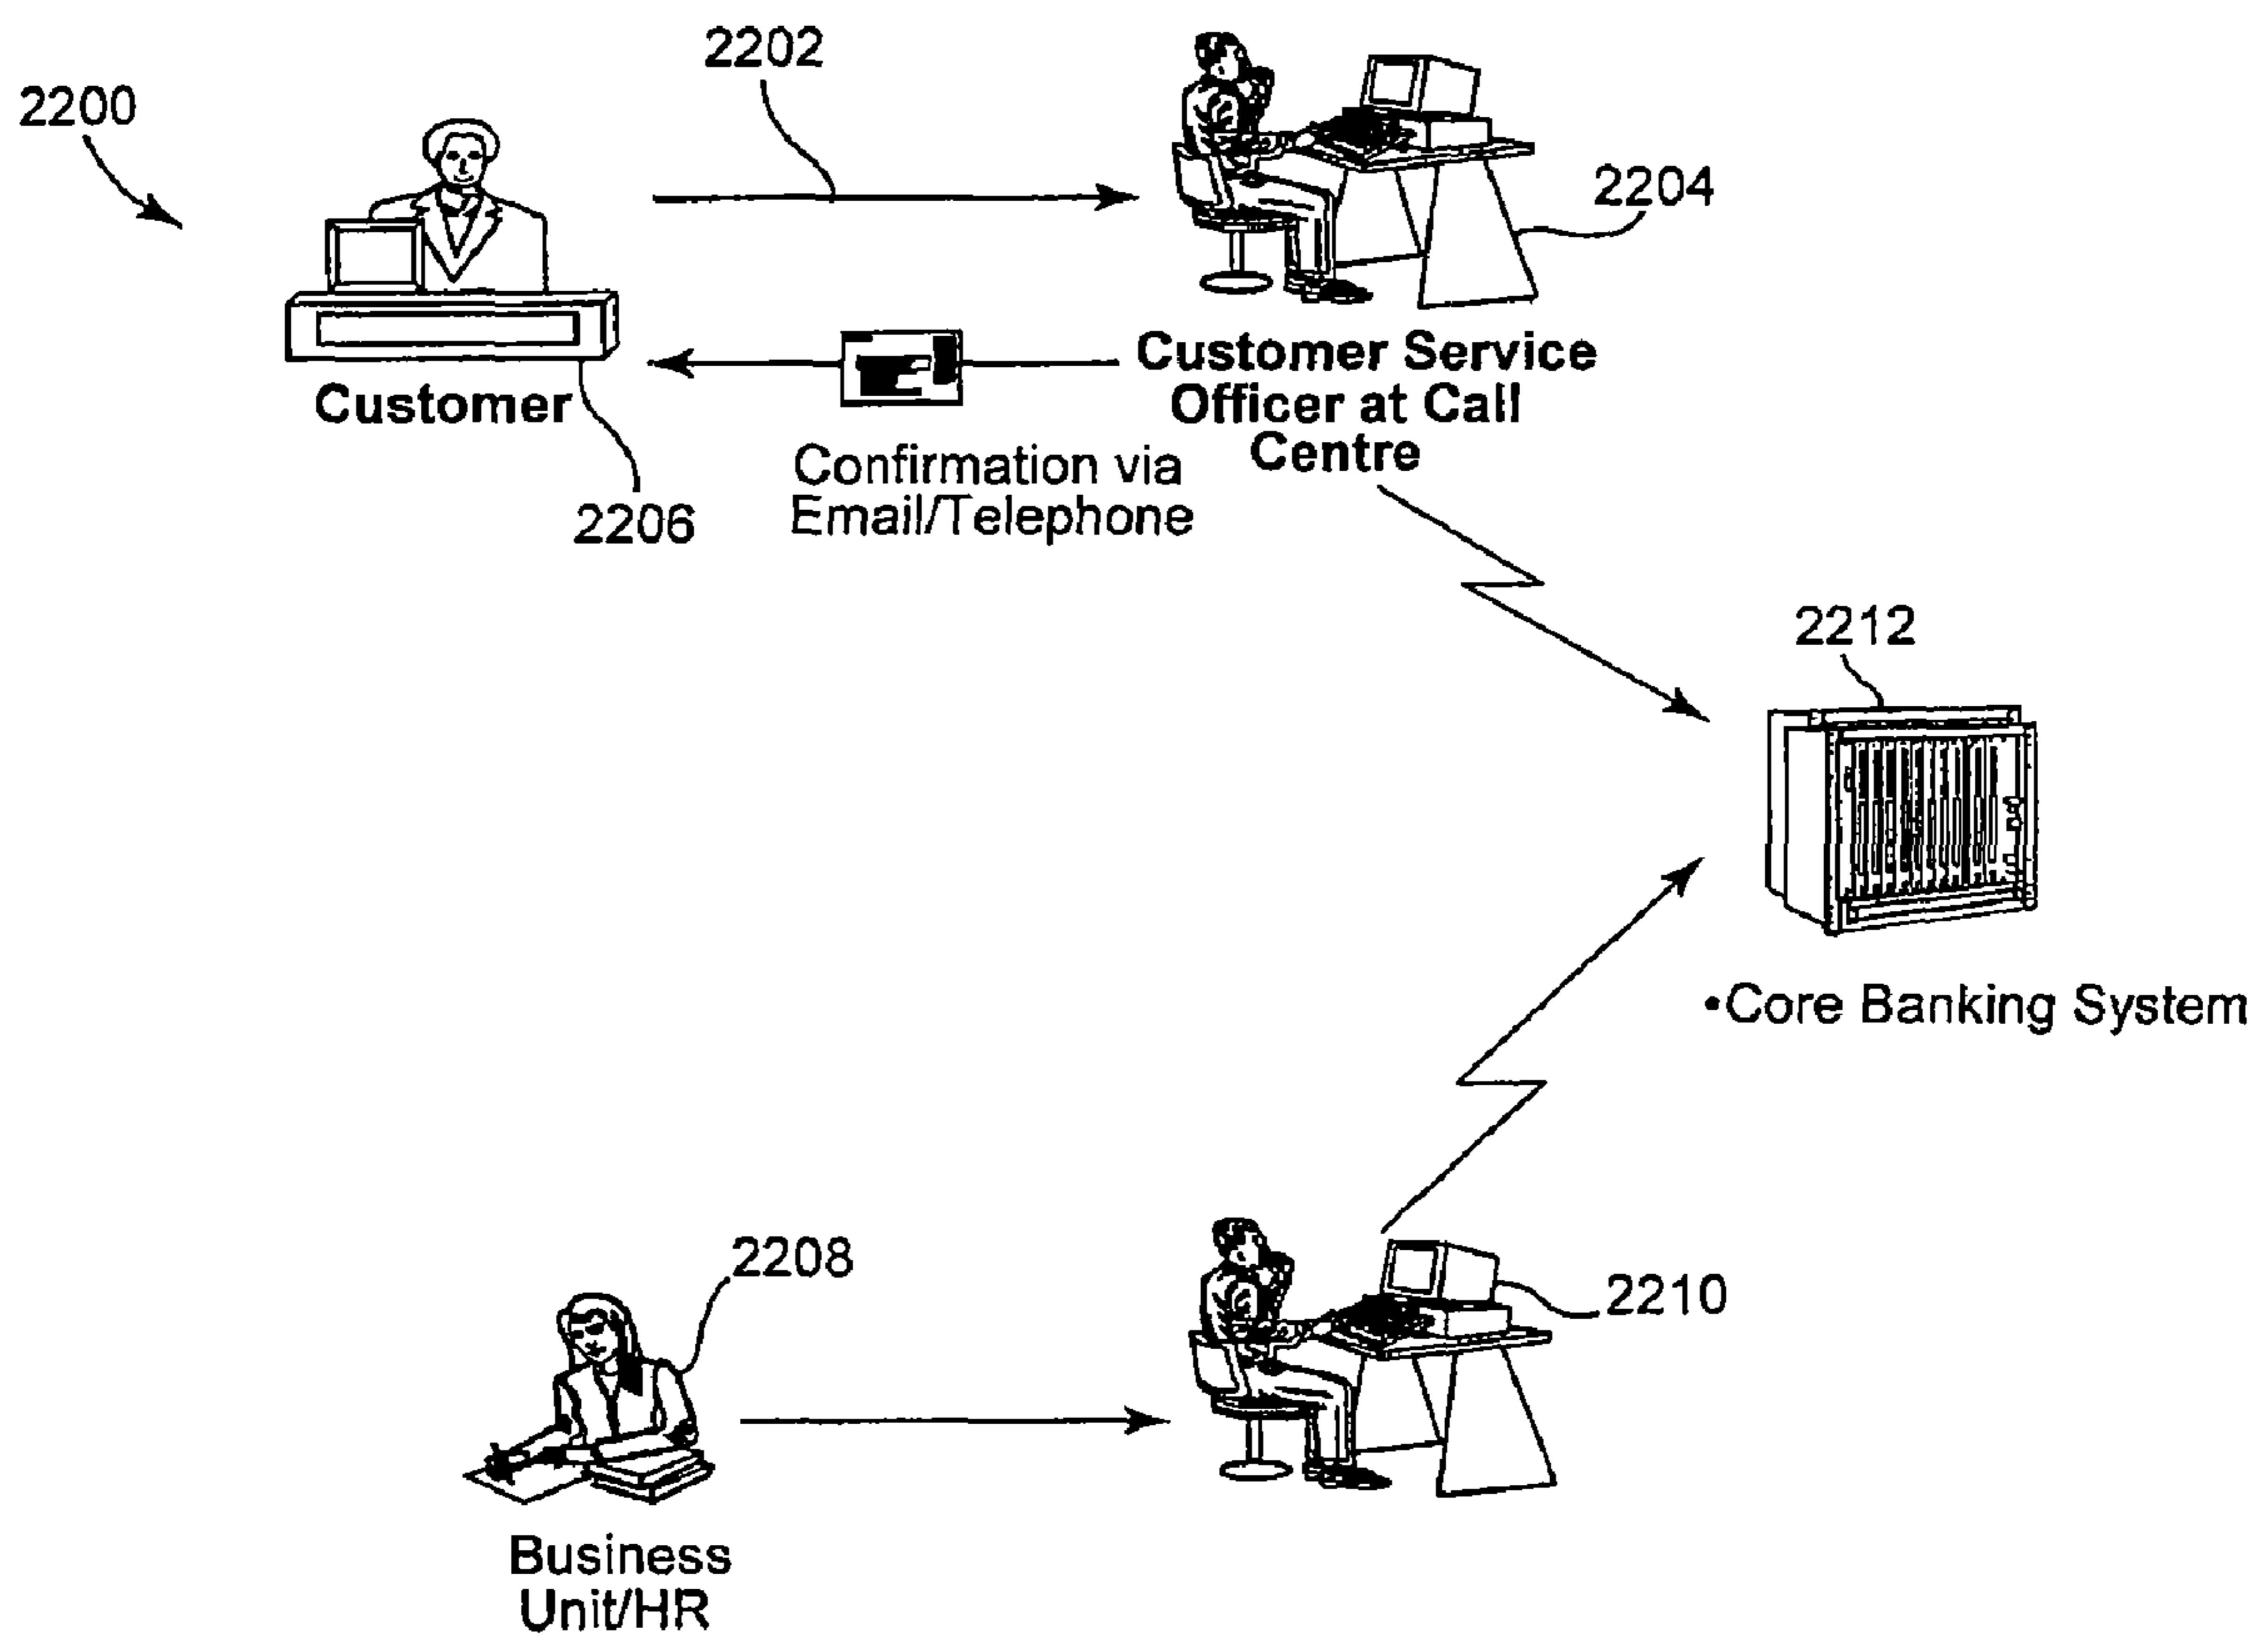 2202
2200
2204
Customer Service
Officer at Call
Centre
Customer
Confirmation via
Email/Telephone
2206
2212
•Core Banking System
2208
2210
Business
Unit/HR